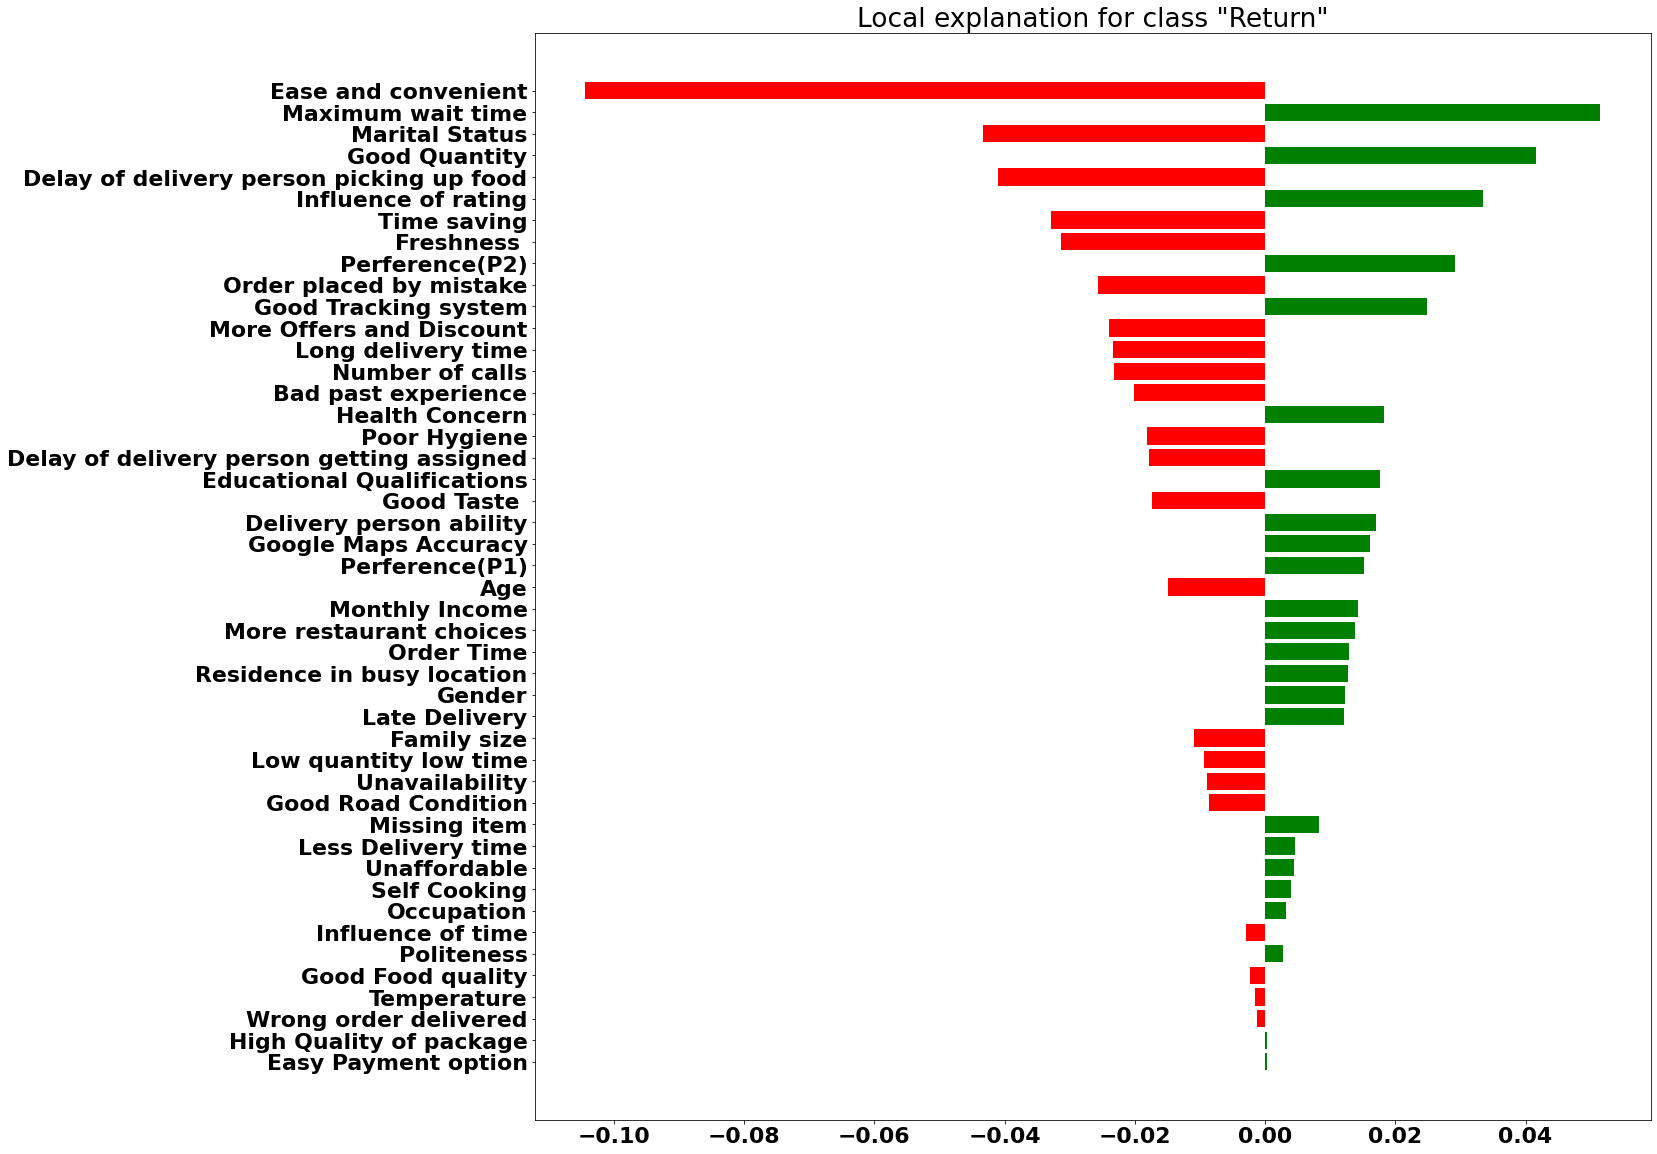 Local explanation for class "Return"
Ease and convenient
Maximum wait time
Marital Status
Good Quantity
Delay of delivery person picking up food
Influence of rating
Time saving
Freshness
Perference(P2)
Order placed by mistake
Good Tracking system
More Offers and Discount
Long delivery time
Number of calls
Bad past experience
Health Concern
Poor Hygiene
Delay of delivery person getting assigned
Educational Qualifications
Good Taste
Delivery person ability
Google Maps Accuracy
Perference(P1)
Age
Monthly Income
More restaurant choices
Order Time
Residence in busy location
Gender
Late Delivery
Family size
Low quantity low time
Unavailability
Good Road Condition
Missing item
Less Delivery time
Unaffordable
Self Cooking
Occupation
Influence of time
Politeness
Good Food quality
Temperature
Wrong order delivered
High Quality of package
Easy Payment option
−0.10 −0.08 −0.06 −0.04 −0.02 0.00 0.02 0.04